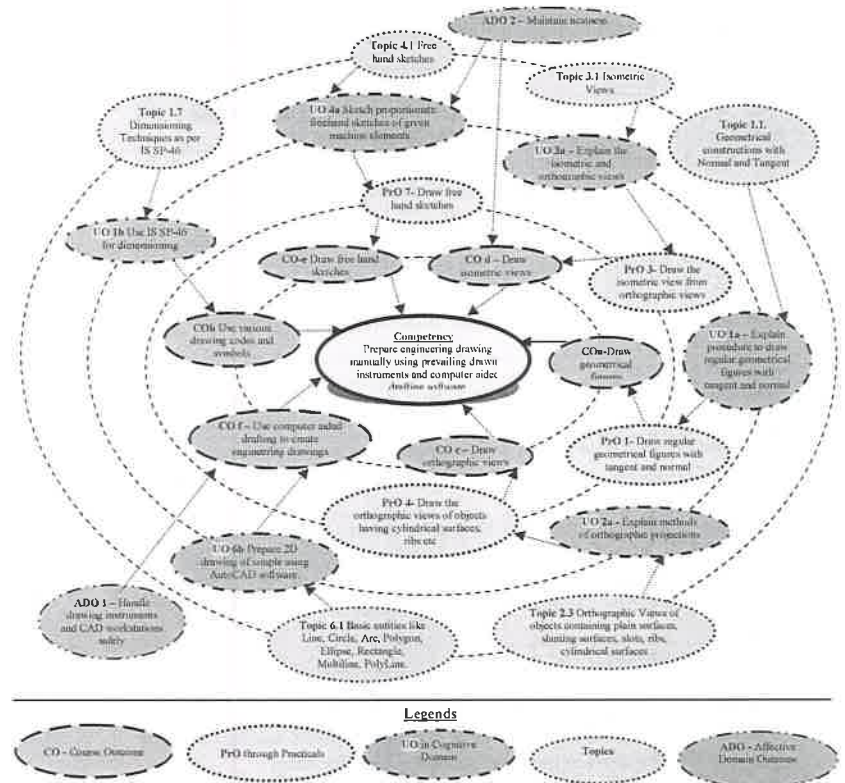 ADO 2 – Maintain neatness
Topic 4.1 Free
hand sketches
Topic 3.1 Isometric
Views
Topic 1.7
Dimensioning
Techniques as per
IS SP-46
UO 4a Sketch proportionate
freehand sketches of given
machine elements
Topic 1.1.
Geometrical
constructions with
Normal and Tangent
UO 3a – Explain the
isometric and
orthographic views
PrO 7- Draw free
hand sketches
UO 1b Use IS SP-46
for dimensioning
CO-e Draw free hand
sketches
CO d – Draw
isometric views
PrO 3- Draw the
isometric view from
orthographic views
COb Use various
drawing codes and
symbols
Competency
Prepare engineering drawing
manually using prevailing drawn
instruments and computer aided
drafting software
COa-Draw
geometrical
figures
UO 1a – Explain
procedure to draw
regular geometrical
figures with
tangent and normal
CO f – Use computer aided
drafting to create
engineering drawings
CO c – Draw
orthographic views
PrO 1- Draw regular
geometrical figures with
tangent and normal
PrO 4- Draw the
orthographic views of objects
having cylindrical surfaces,
ribs etc
UO 2a - Explain methods
of orthographic projections
UO 6b Prepare 2D
drawing of simple using
AutoCAD software
ADO 1 – Handle
drawing instruments
and CAD workstations
safely
Topic 6.1 Basic entities like
Line, Circle, Arc, Polygon,
Ellipse, Rectangle,
Multiline, PolyLine.
Topic 2.3 Orthographic Views of
objects containing plain surfaces,
slanting surfaces, slots, ribs,
cylindrical surfaces
Legends
CO - Course Outcome
PrO through Practicals
UO in Cognitive
Domain
Topics
ADO - Affective
Domain Outcome